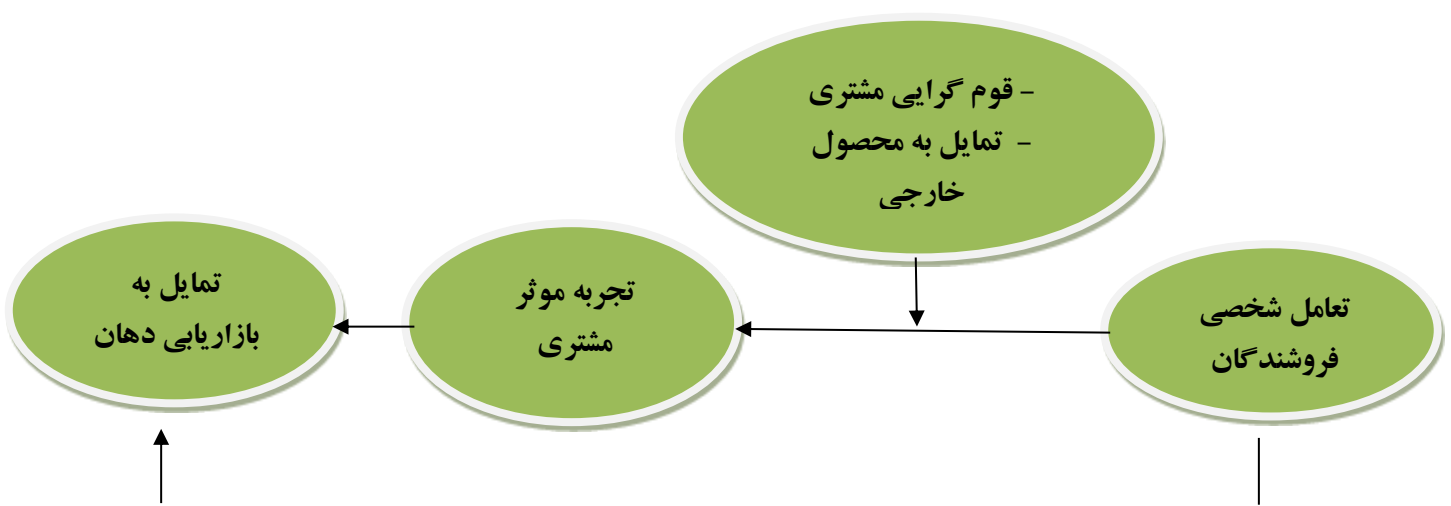 - قوم گرایی مشتری
- تمایل به محصول
خارجی
تعامل شخصی
فروشندگان
تجربه موثر
مشتری
تمایل به
بازاریابی دهان